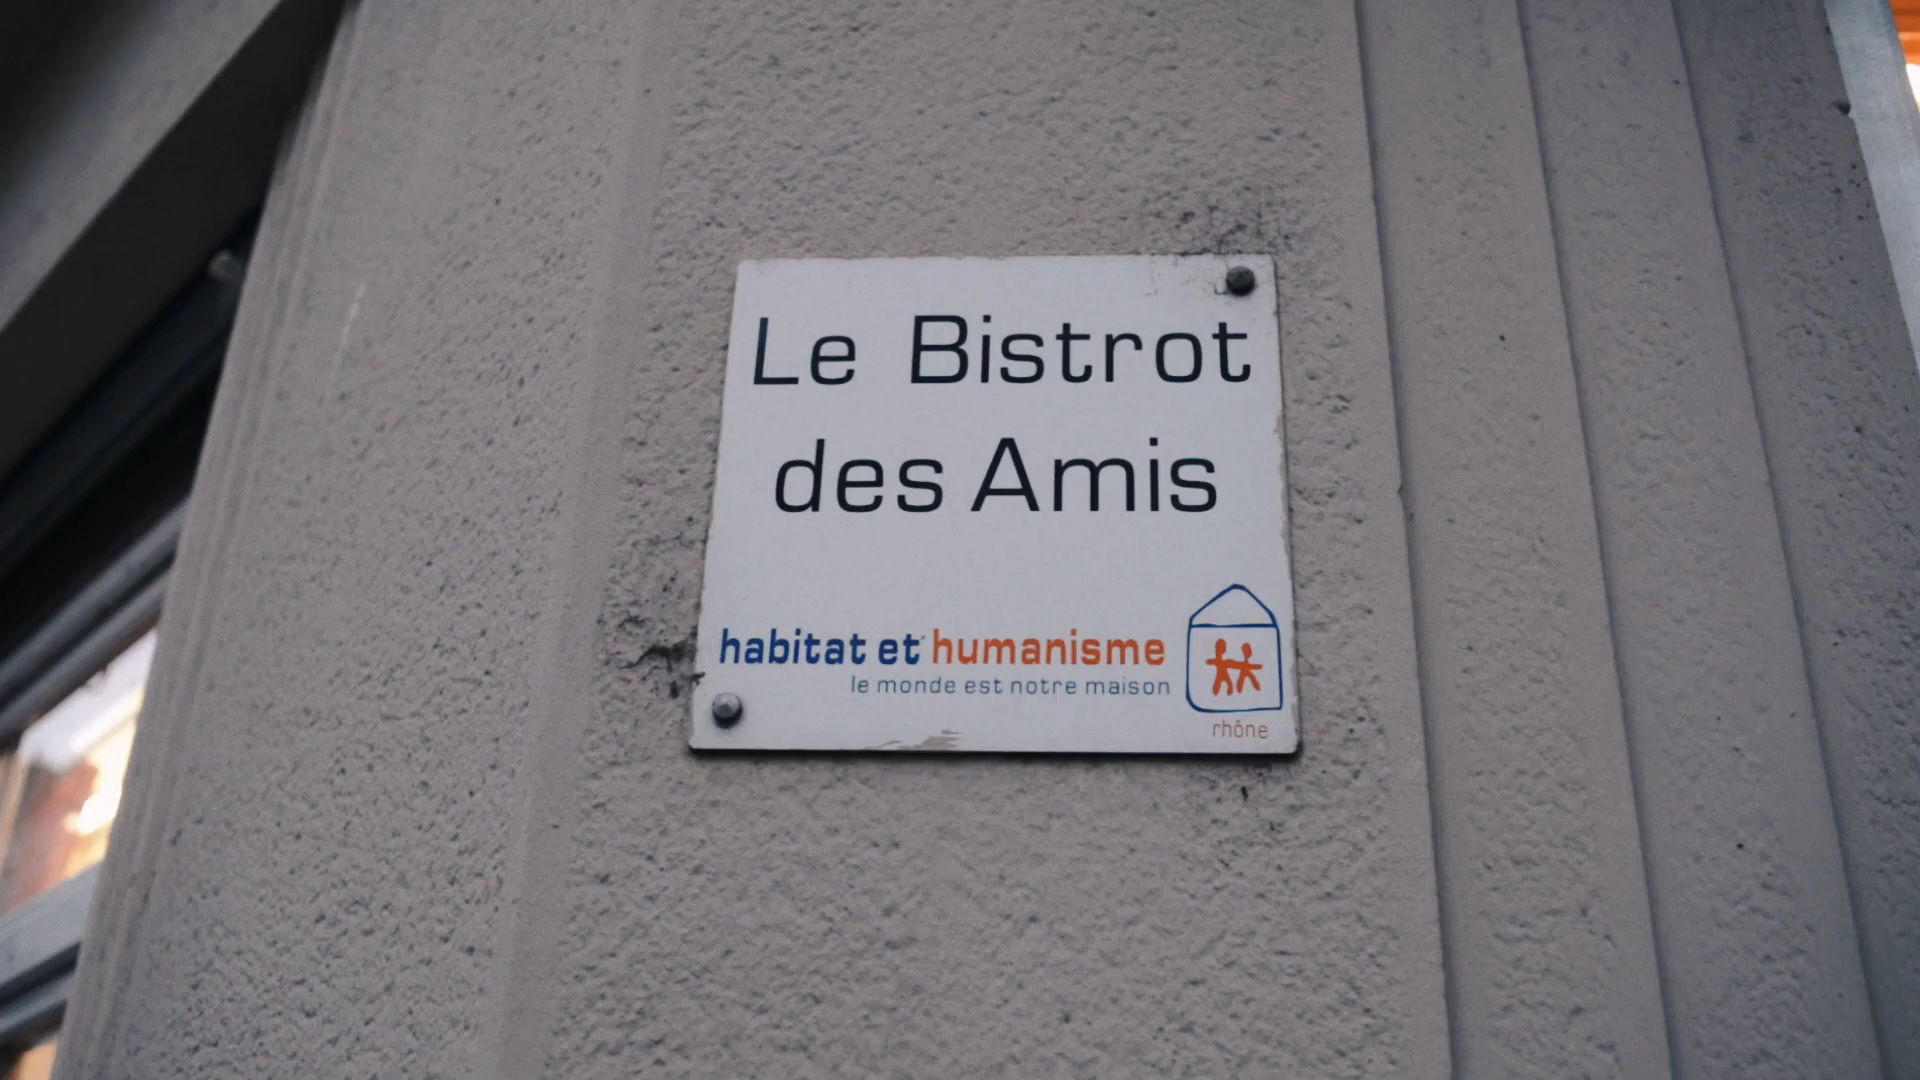 Le Bistrot
des Amis
habitat et humanisme
le monde est notre maison
rhône